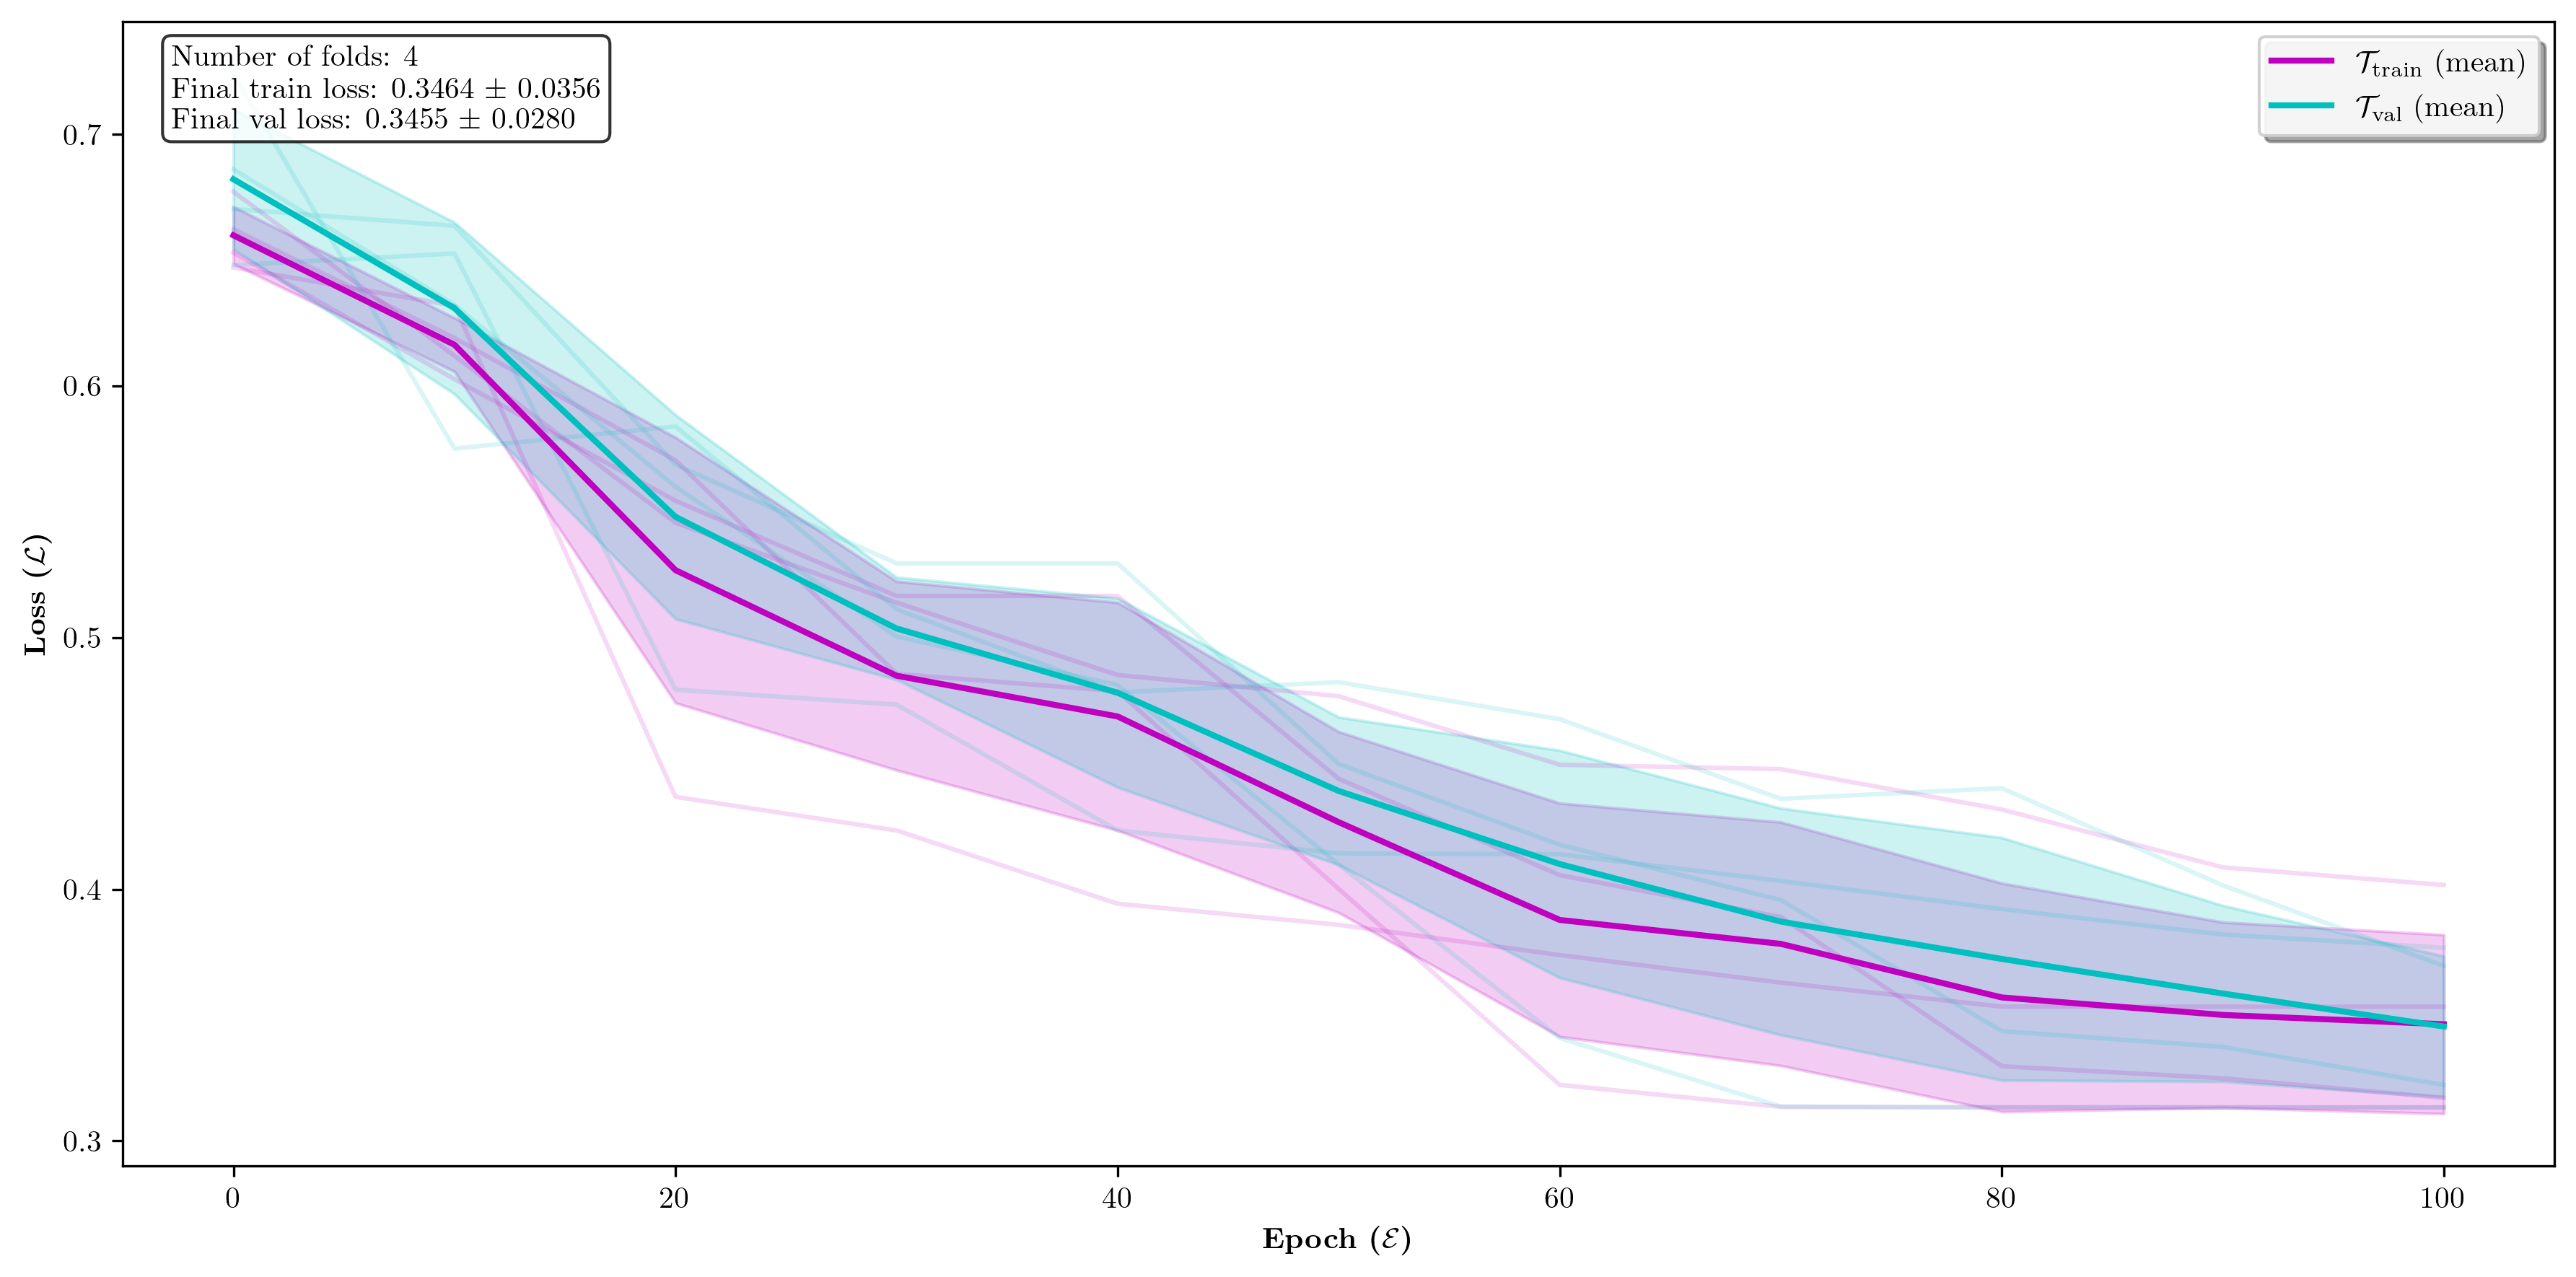 Number of folds: 4
Final train loss: 0.3464 ± 0.0356
Final val loss: 0.3455 ± 0.0280
𝒯train (mean)
𝒯val (mean)
0.7
0.6
0.5
0.4
0.3
Loss (ℒ)
0 20 40 60 80 100
Epoch (ℰ)